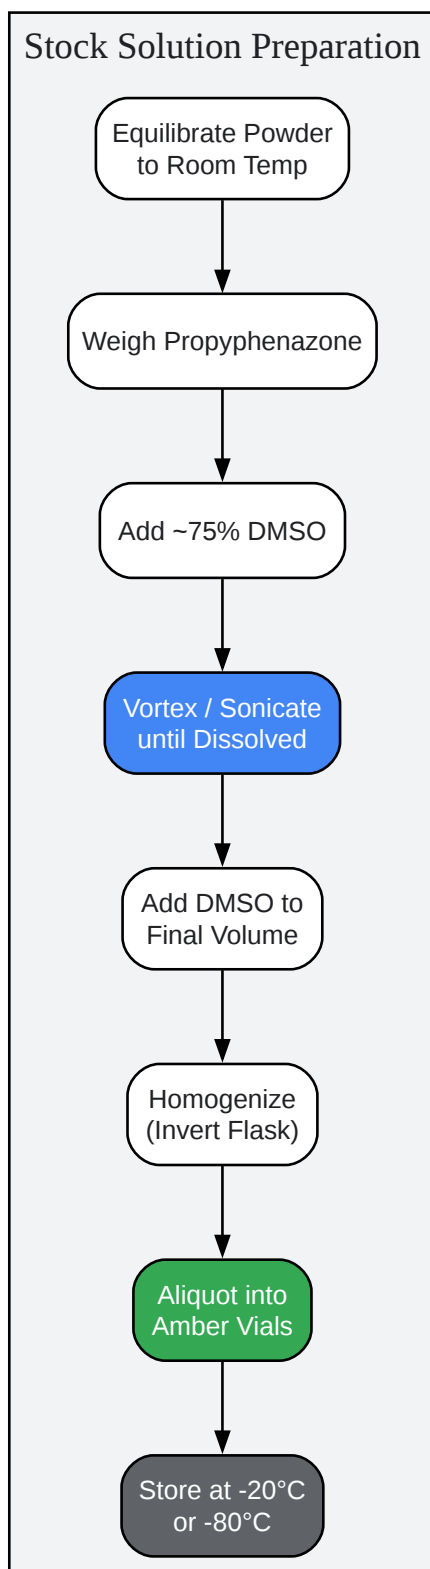 Stock Solution Preparation
Equilibrate Powder
to Room Temp
Weigh Propyphenazone
Add ~75% DMSO
Vortex / Sonicate
until Dissolved
Add DMSO to
Final Volume
Homogenize
(Invert Flask)
Aliquot into
Amber Vials
Store at -20°C
or -80°C